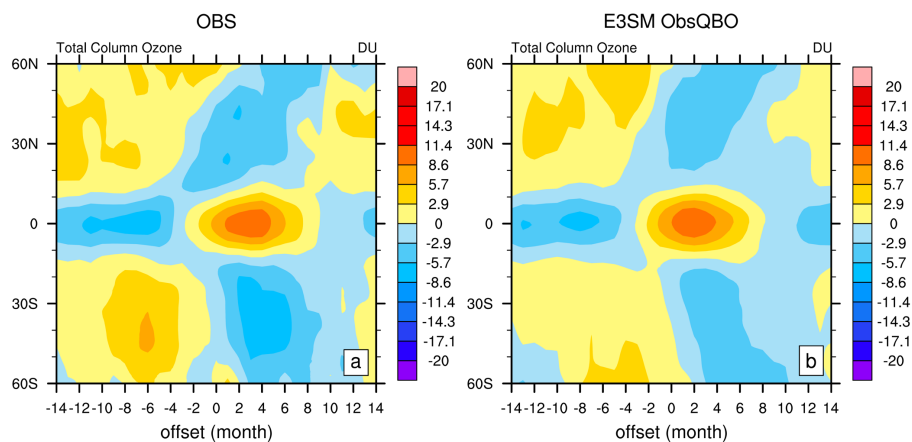 OBS
Total Column Ozone DU
60N
30N
0
30S
60S
-14 -12 -10 -8 -6 -4 -2 0 2 4 6 8 10 12 14
offset (month)
a
20
17.1
14.3
11.4
8.6
5.7
2.9
0
-2.9
-5.7
-8.6
-11.4
-14.3
-17.1
-20
E3SM ObsQBO
Total Column Ozone DU
60N
30N
0
30S
60S
-14 -12 -10 -8 -6 -4 -2 0 2 4 6 8 10 12 14
offset (month)
b
20
17.1
14.3
11.4
8.6
5.7
2.9
0
-2.9
-5.7
-8.6
-11.4
-14.3
-17.1
-20